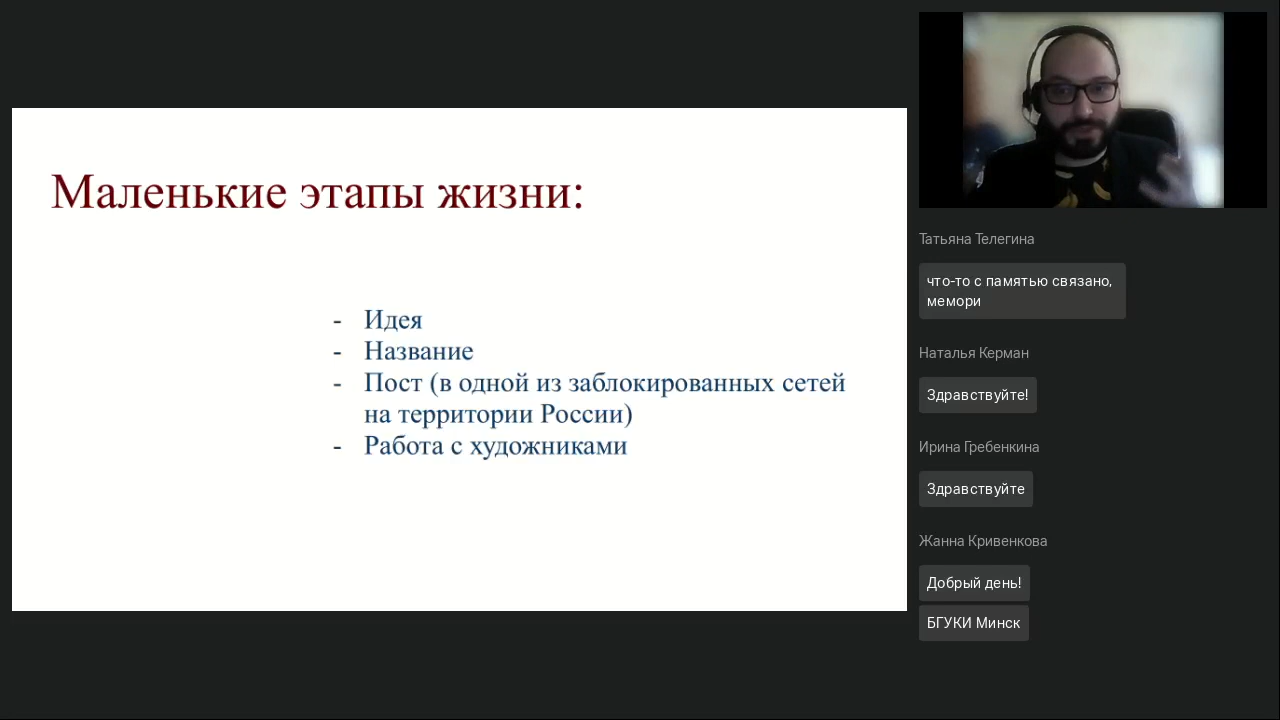 Маленькие этапы жизни:
- Идея
- Название
- Пост (в одной из заблокированных сетей
на территории России)
- Работа с художниками
Татьяна Телегина
что-то с памятью связано,
мемори
Наталья Керман
Здравствуйте!
Ирина Гребенкина
Здравствуйте
Жанна Кривенкова
Добрый день!
БГУКИ Минск